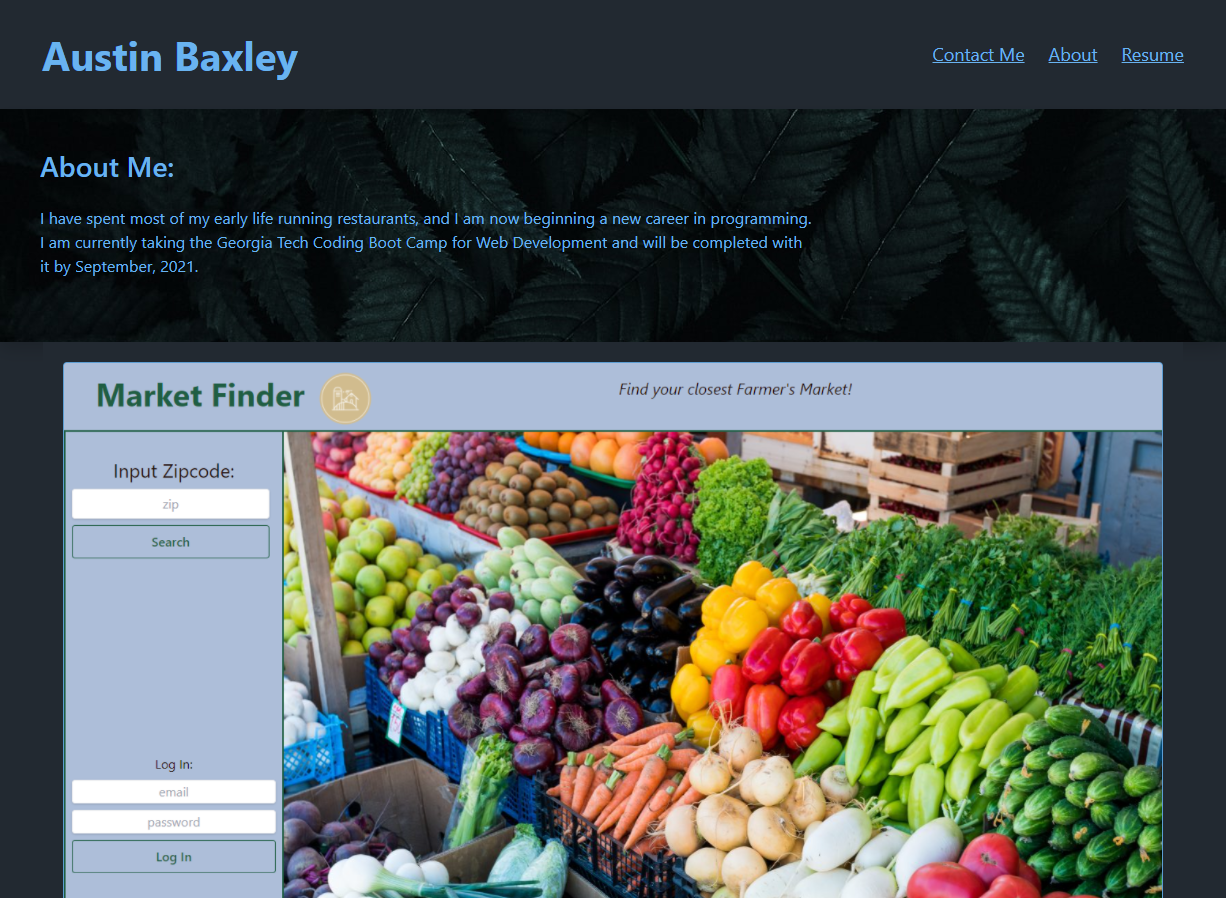 Austin Baxley
Contact Me About Resume
About Me:
I have spent most of my early life running restaurants, and I am now beginning a new career in programming.
I am currently taking the Georgia Tech Coding Boot Camp for Web Development and will be completed with
it by September, 2021.
Market Finder
Find your closest Farmer's Market!
Input Zipcode:
zip
Search
Log In:
email
password
Log In